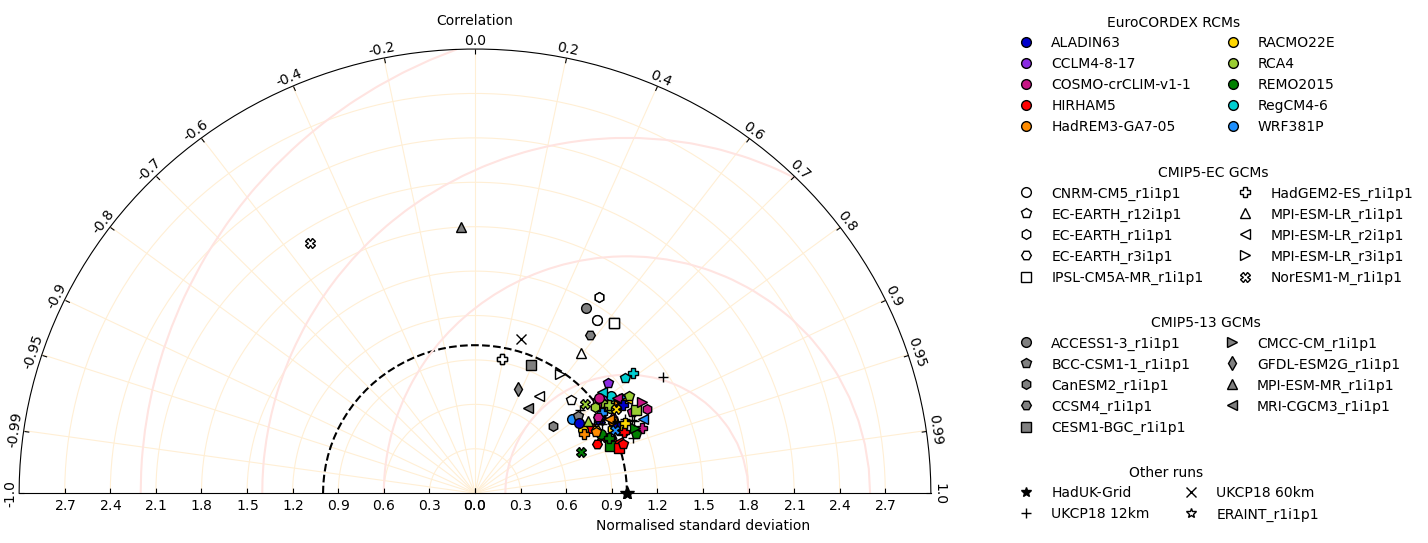 Correlation
-1.0
-0.99
-0.95
-0.9
-0.8
-0.7
-0.6
-0.4
-0.2
0.0
0.2
0.4
0.6
0.7
0.8
0.9
0.95
0.99
1.0
2.7 2.4 2.1 1.8 1.5 1.2 0.9 0.6 0.3 0.0 0.3 0.6 0.9 1.2 1.5 1.8 2.1 2.4 2.7
Normalised standard deviation
EuroCORDEX RCMs
ALADIN63 RACMO22E
CCLM4-8-17 RCA4
COSMO-crCLIM-v1-1 REMO2015
HIRHAM5 RegCM4-6
HadREM3-GA7-05 WRF381P
CMIP5-EC GCMs
CNRM-CM5_r1i1p1 HadGEM2-ES_r1i1p1
EC-EARTH_r12i1p1 MPI-ESM-LR_r1i1p1
EC-EARTH_r1i1p1 MPI-ESM-LR_r2i1p1
EC-EARTH_r3i1p1 MPI-ESM-LR_r3i1p1
IPSL-CM5A-MR_r1i1p1 NorESM1-M_r1i1p1
CMIP5-13 GCMs
ACCESS1-3_r1i1p1 CMCC-CM_r1i1p1
BCC-CSM1-1_r1i1p1 GFDL-ESM2G_r1i1p1
CanESM2_r1i1p1 MPI-ESM-MR_r1i1p1
CCSM4_r1i1p1 MRI-CGCM3_r1i1p1
CESM1-BGC_r1i1p1
Other runs
HadUK-Grid UKCP18 60km
UKCP18 12km ERAINT_r1i1p1